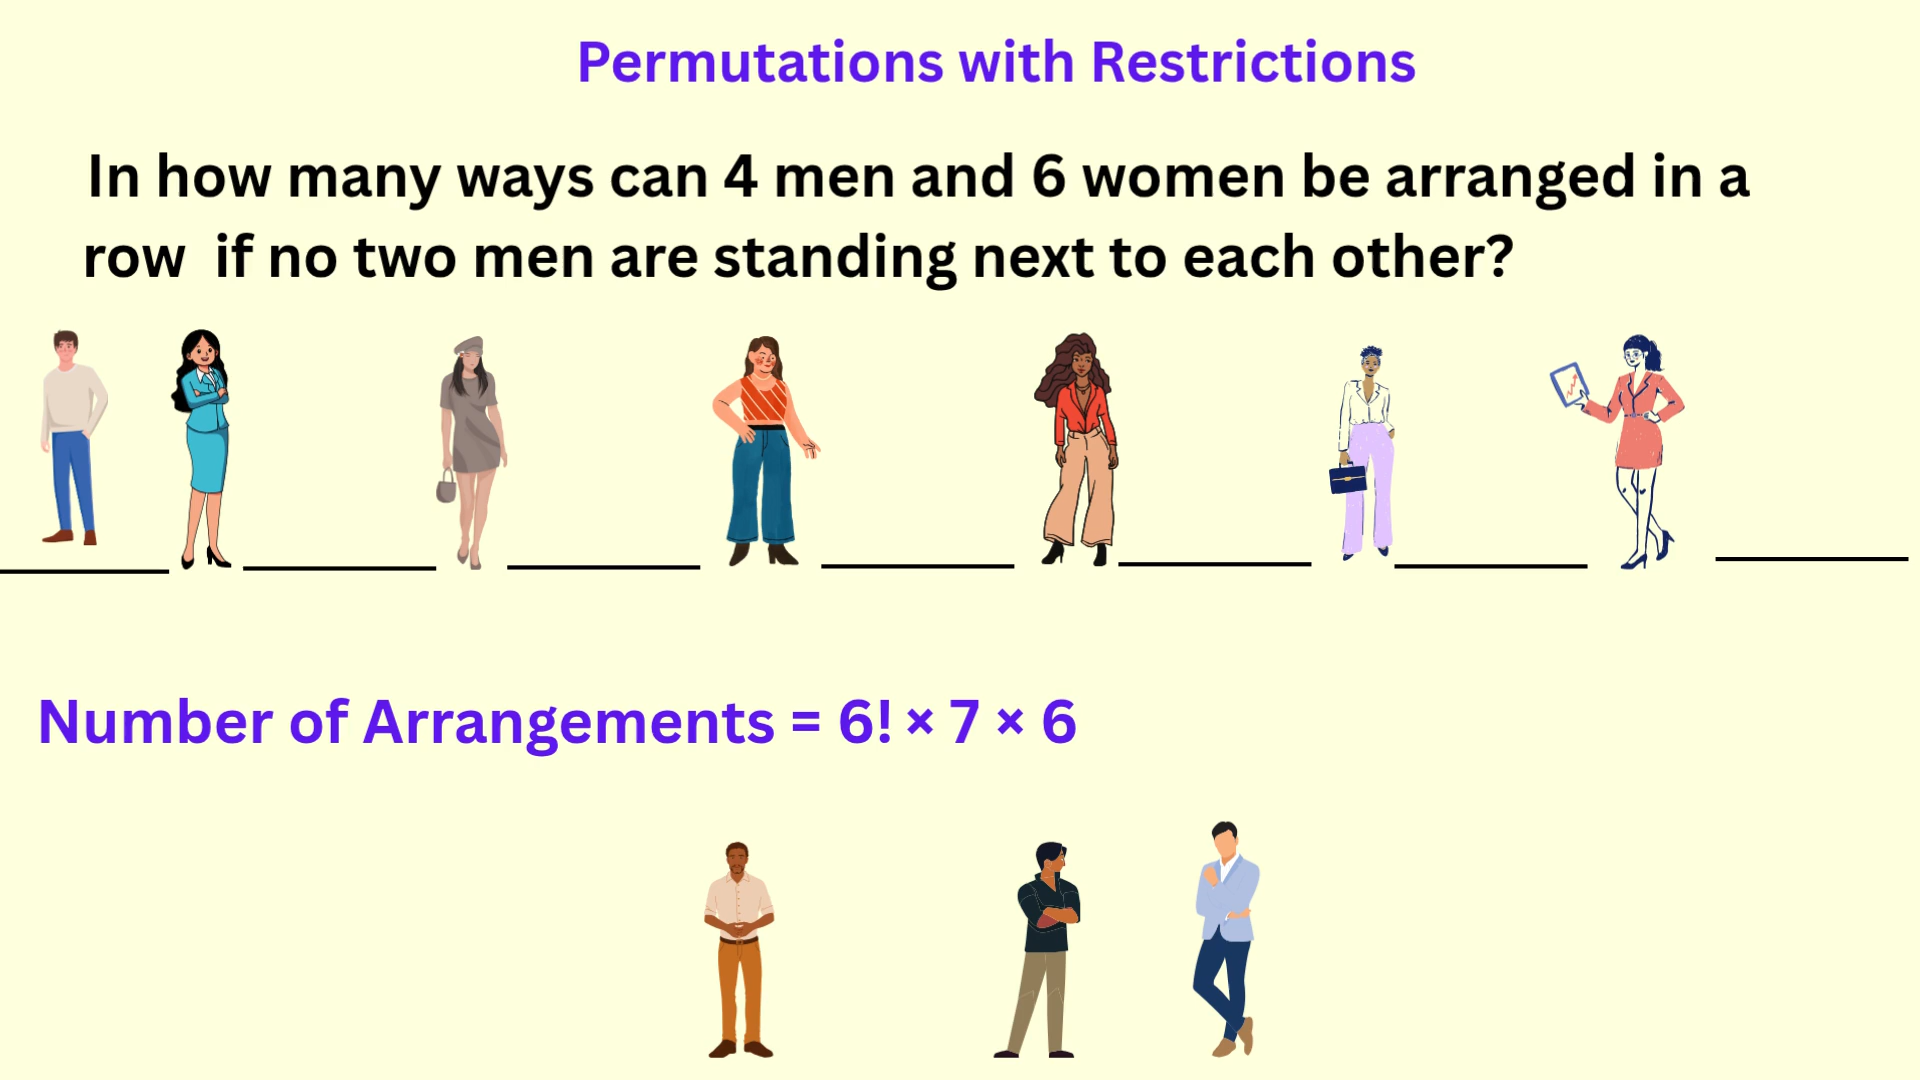 Permutations with Restrictions
In how many ways can 4 men and 6 women be arranged in a
row  if no two men are standing next to each other?
Number of Arrangements = 6! × 7 × 6